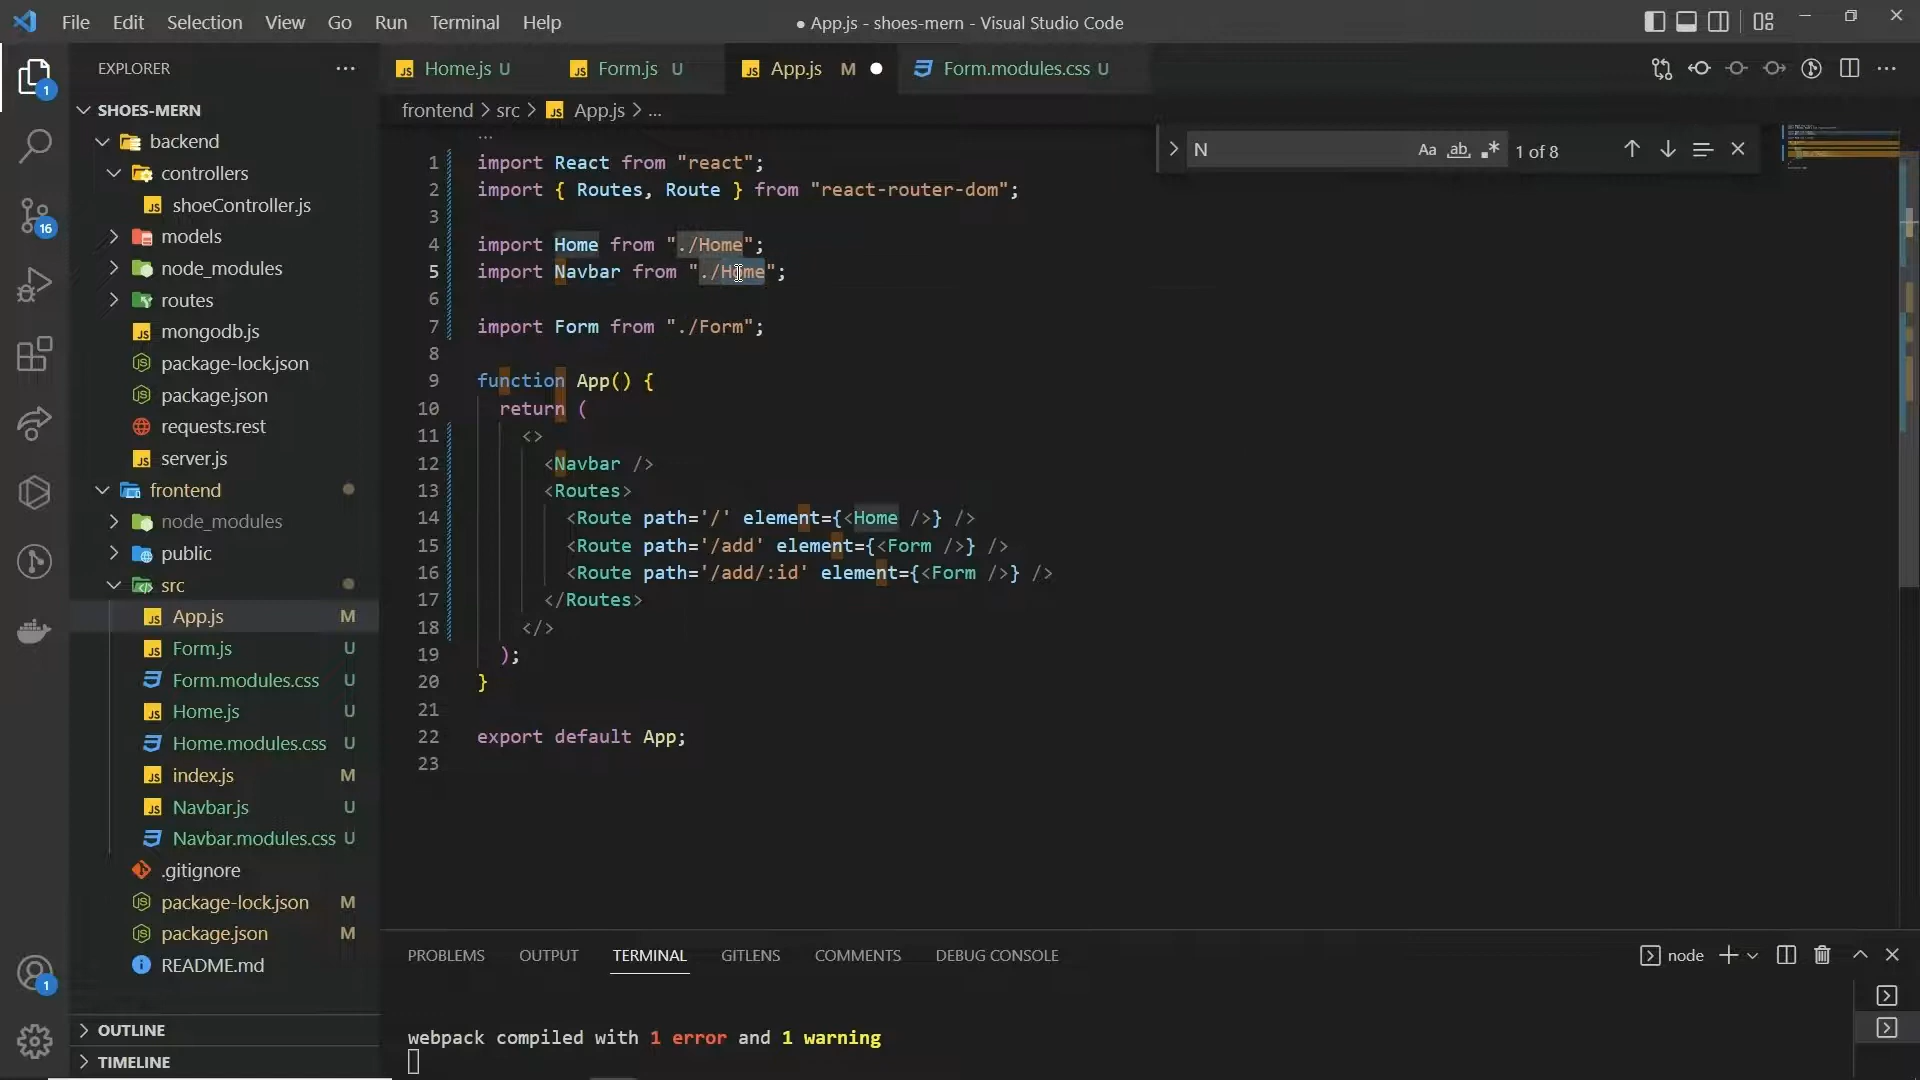 File Edit Selection View Go Run Terminal Help
● App.js - shoes-mern - Visual Studio Code
EXPLORER
Home.js U
Form.js U
App.js M
Form.modules.css U
frontend > src > App.js > ...
SHOES-MERN
backend
controllers
shoeController.js
models
node_modules
routes
mongodb.js
package-lock.json
package.json
requests.rest
server.js
frontend
node_modules
public
src
App.js M
Form.js U
Form.modules.css U
Home.js U
Home.modules.css U
index.js M
Navbar.js U
Navbar.modules.css U
.gitignore
package-lock.json M
package.json M
README.md
OUTLINE
TIMELINE
1
16
1
N
Aa ab .* 1 of 8
...
1 import React from "react";
2 import { Routes, Route } from "react-router-dom";
3
4 import Home from "./Home";
5 import Navbar from "./Home";
6
7 import Form from "./Form";
8
9 function App() {
10 return (
11 <>
12 <Navbar />
13 <Routes>
14 <Route path='/' element={<Home />} />
15 <Route path='/add' element={<Form />} />
16 <Route path='/add/:id' element={<Form />} />
17 </Routes>
18 </>
19 );
20 }
21
22 export default App;
23
PROBLEMS OUTPUT TERMINAL GITLENS COMMENTS DEBUG CONSOLE
node
webpack compiled with 1 error and 1 warning